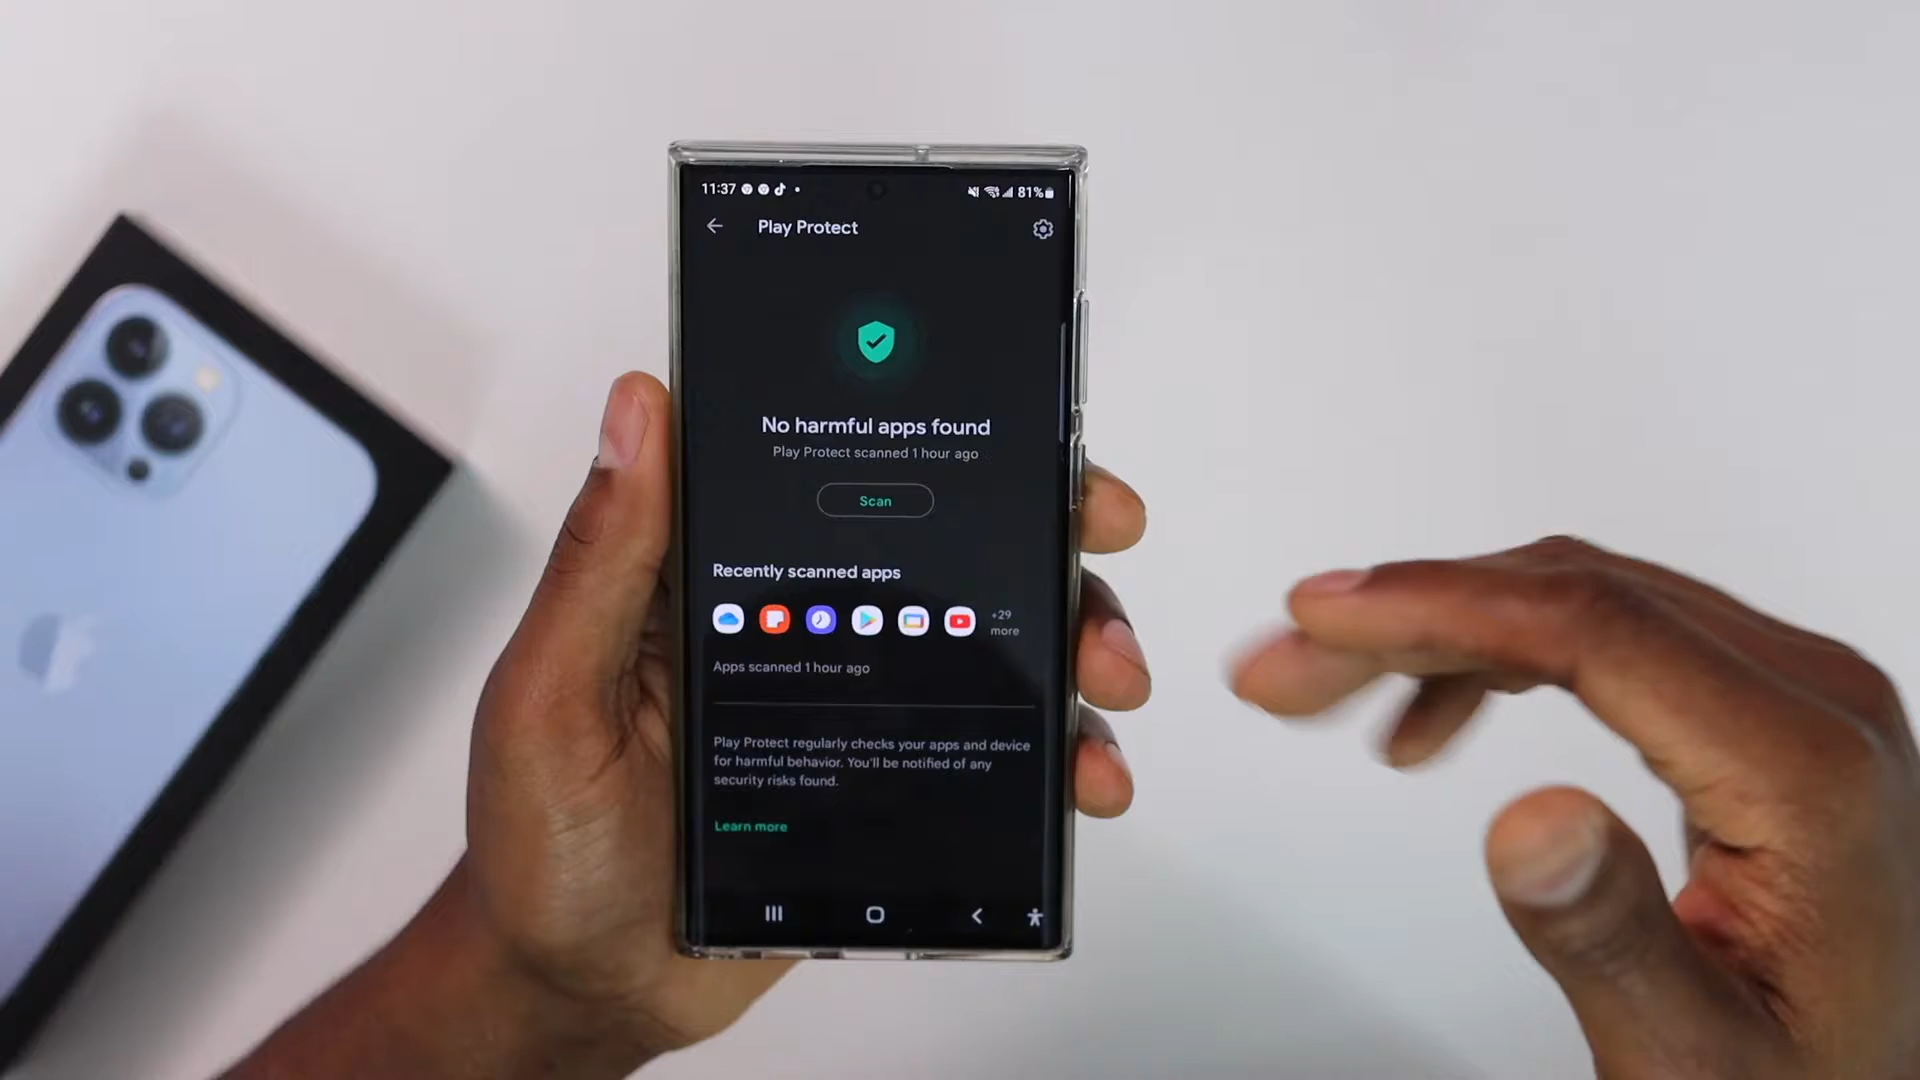 11:37
81%
Play Protect
No harmful apps found
Play Protect scanned 1 hour ago
Scan
Recently scanned apps
+29
more
Apps scanned 1 hour ago
Play Protect regularly checks your apps and device
for harmful behavior. You'll be notified of any
security risks found.
Learn more